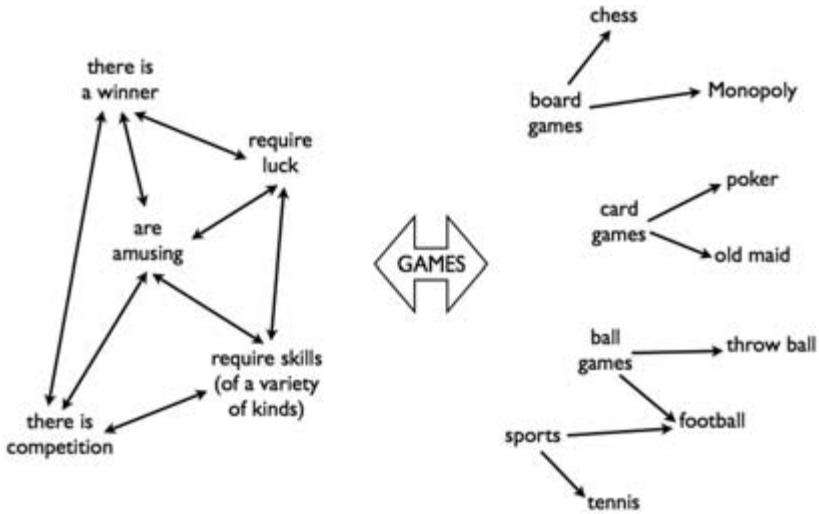 there is
a winner
require
luck
are
amusing
require skills
(of a variety
of kinds)
there is
competition
GAMES
chess
board
games
Monopoly
poker
card
games
old maid
ball
games
throw ball
football
sports
tennis